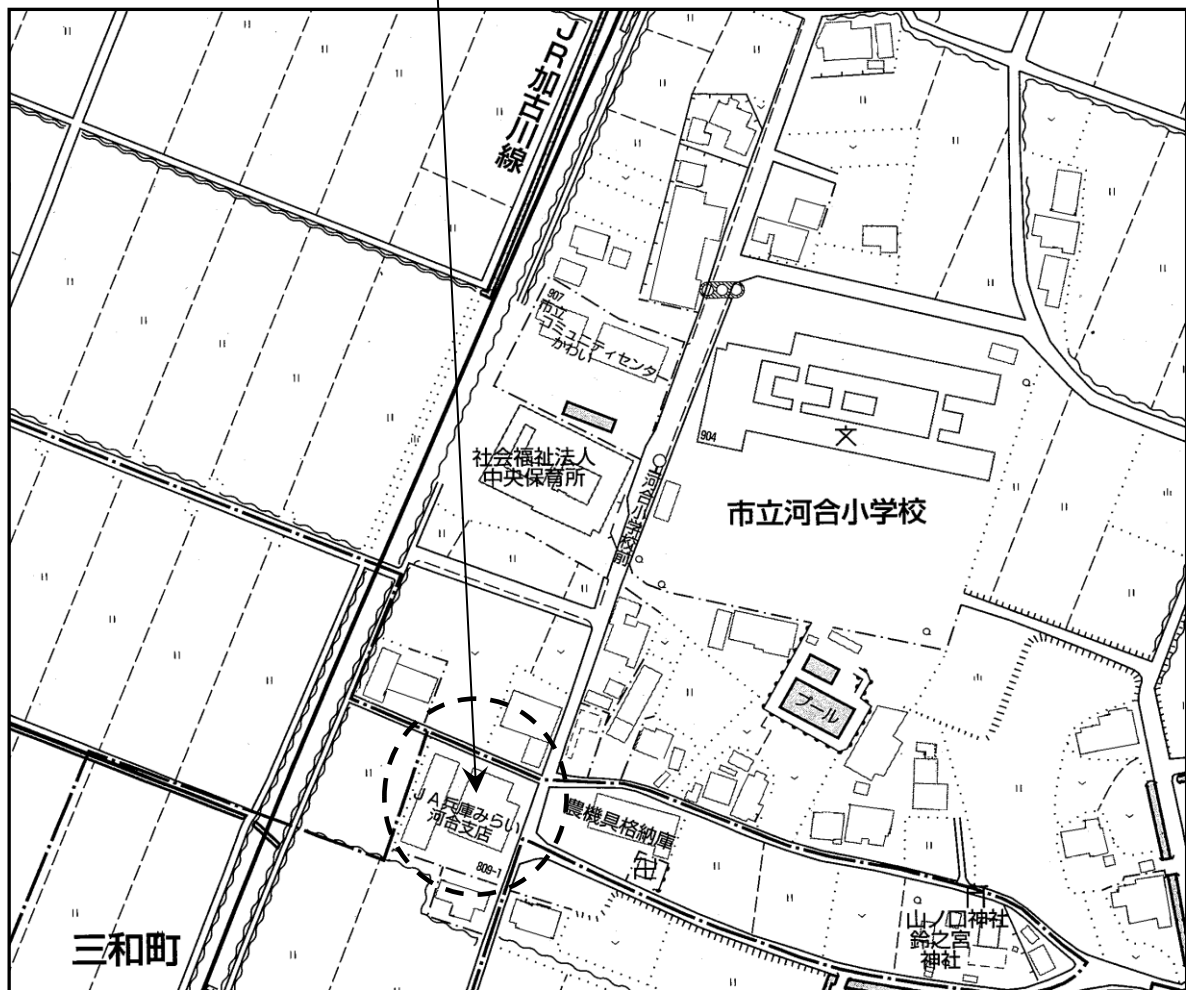 JR加古川線
907
市立
コミュニティセンタ
かわい
904
文
社会福祉法人
中央保育所
河合小学校前
市立河合小学校
プール
JA兵庫みらい
河合支店
809-1
農機具格納庫
山ノ口神社
鈴之宮
神社
三和町